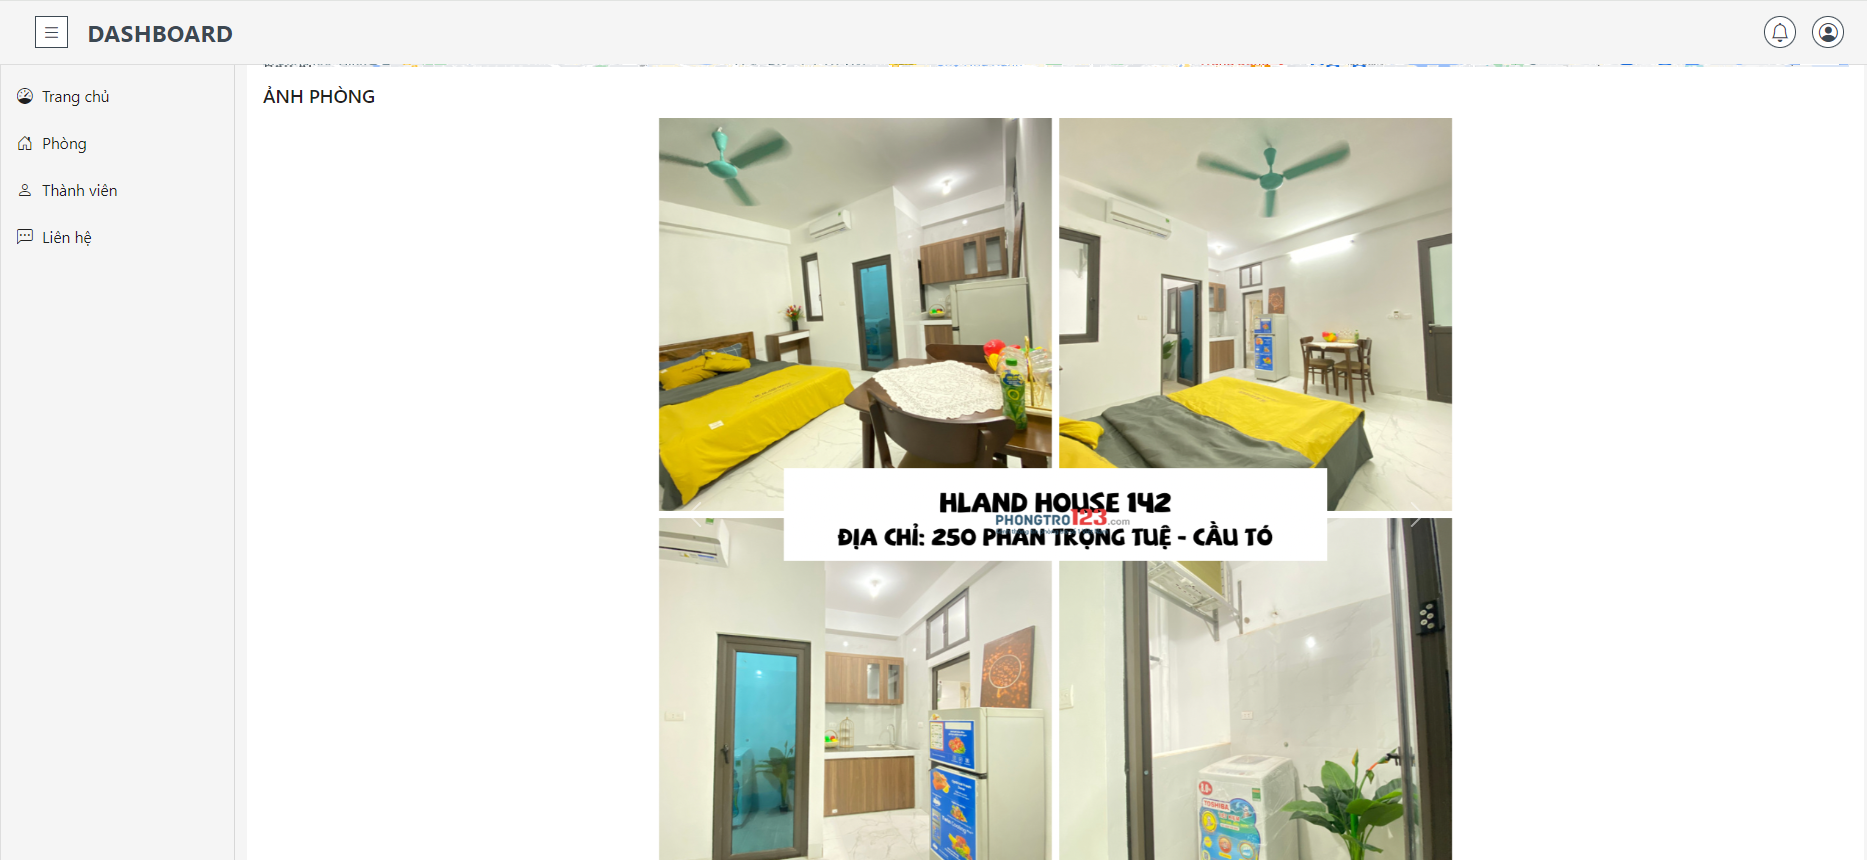 DASHBOARD
Trang chủ
Phòng
Thành viên
Liên hệ
ẢNH PHÒNG
HLAND HOUSE 142
PHONGTRO123.com
ĐỊA CHỈ: 250 PHAN TRỌNG TUỆ - CẦU TÓ
TOSHIBA